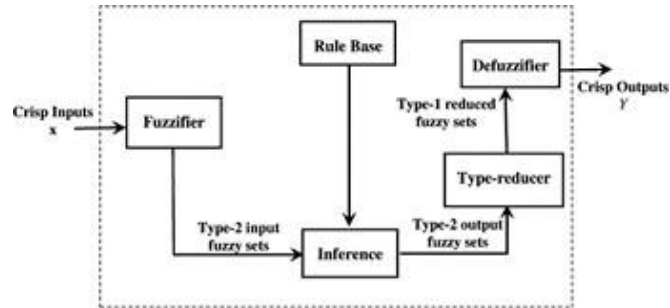 Rule Base
Defuzzifier
Crisp Inputs
x
Fuzzifier
Crisp Outputs
Y
Type-1 reduced
fuzzy sets
Type-reducer
Type-2 input
fuzzy sets
Inference
Type-2 output
fuzzy sets